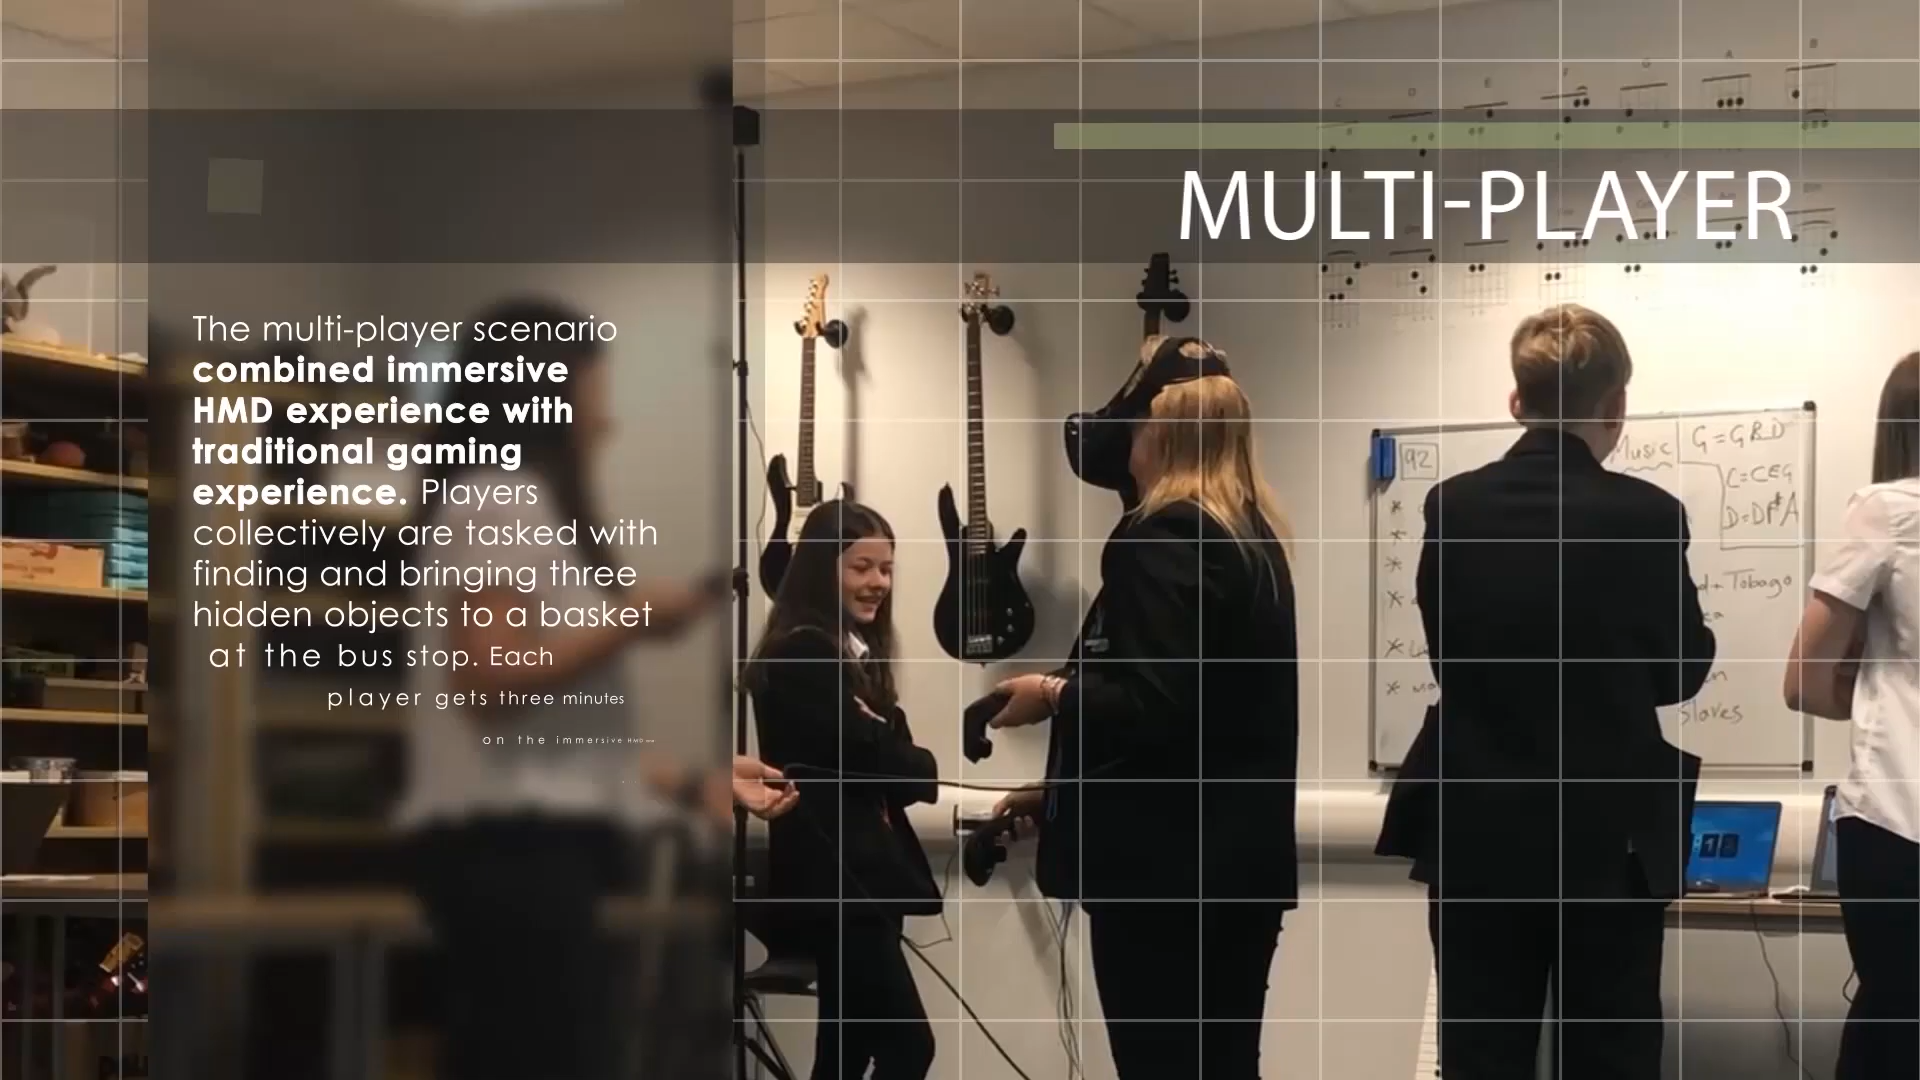 C D E F G A B
MULTI-PLAYER
The multi-player scenario
combined immersive
HMD experience with
traditional gaming
experience. Players
collectively are tasked with
finding and bringing three
hidden objects to a basket
at the bus stop. Each
player gets three minutes
on the immersive HMD
92
Music
G=GBD
C=CEG
D=DF#A
Tobago
Slaves